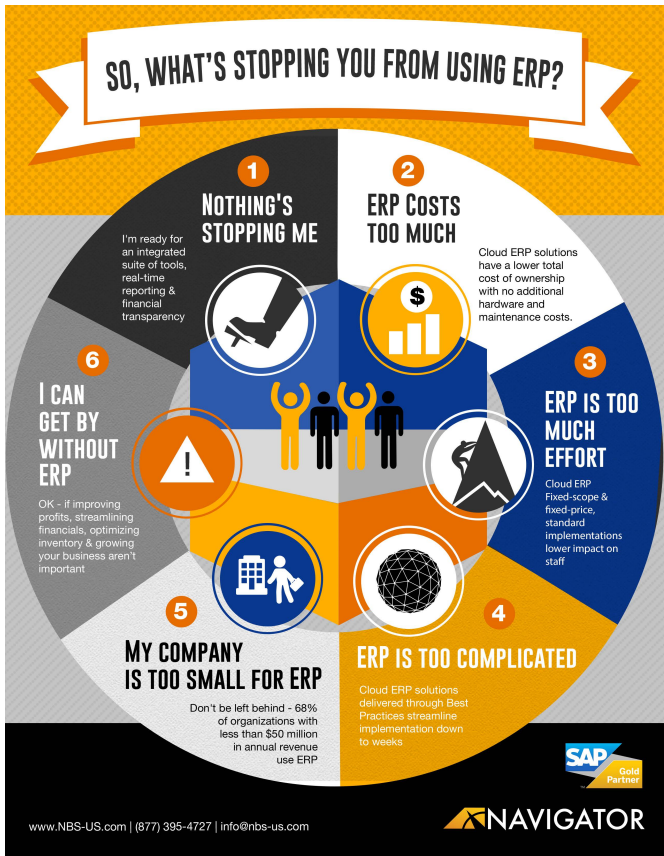 SO, WHAT'S STOPPING YOU FROM USING ERP?
1
NOTHING'S
STOPPING ME
I'm ready for
an integrated
suite of tools,
real-time
reporting &
financial
transparency
2
ERP COSTS
TOO MUCH
Cloud ERP solutions
have a lower total
cost of ownership
with no additional
hardware and
maintenance costs.
$
3
ERP IS TOO
MUCH
EFFORT
Cloud ERP
Fixed-scope &
fixed-price,
standard
implementations
lower impact on
staff
4
ERP IS TOO COMPLICATED
Cloud ERP solutions
delivered through Best
Practices streamline
implementation down
to weeks
5
MY COMPANY
IS TOO SMALL FOR ERP
Don't be left behind - 68%
of organizations with
less than $50 million
in annual revenue
use ERP
6
I CAN
GET BY
WITHOUT
ERP
OK - if improving
profits, streamlining
financials, optimizing
inventory & growing
your business aren't
important
!
SAP
Gold
Partner
www.NBS-US.com | (877) 395-4727 | info@nbs-us.com
NAVIGATOR